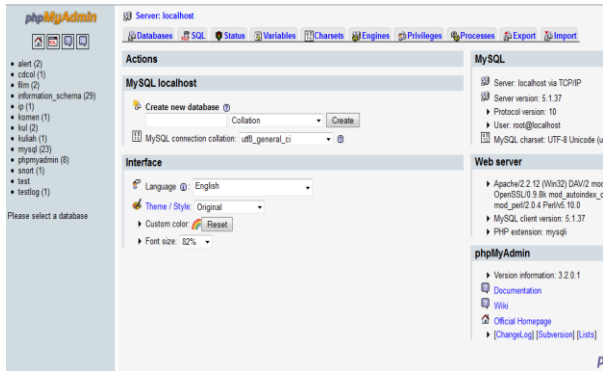 phpMyAdmin
alert (2)
cdcol (1)
film (2)
information_schema (29)
ip (1)
komen (1)
kul (2)
kuliah (1)
mysql (23)
phpmyadmin (8)
snort (1)
test
testlog (1)
Please select a database
Server: localhost
Databases SQL Status Variables Charsets Engines Privileges Processes Export Import
Actions
MySQL localhost
Create new database
Collation Create
MySQL connection collation: utf8_general_ci
Interface
Language : English
Theme / Style: Original
Custom color: Reset
Font size: 82%
MySQL
Server: localhost via TCP/IP
Server version: 5.1.37
Protocol version: 10
User: root@localhost
MySQL charset: UTF-8 Unicode (u
Web server
Apache/2.2.12 (Win32) DAV/2 mod
OpenSSL/0.9.8k mod_autoindex_c
mod_perl/2.0.4 Perl/v5.10.0
MySQL client version: 5.1.37
PHP extension: mysqli
phpMyAdmin
Version information: 3.2.0.1
Documentation
Wiki
Official Homepage
[ChangeLog] [Subversion] [Lists]
p